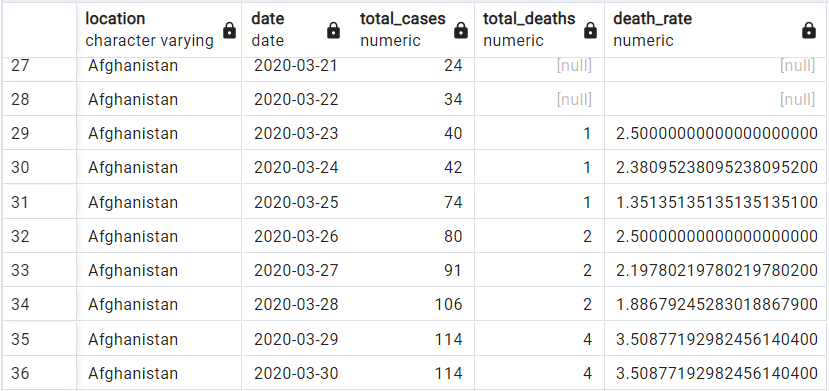 location date total_cases total_deaths death_rate
character varying date numeric numeric numeric
27 Afghanistan 2020-03-21 24 [null] [null]
28 Afghanistan 2020-03-22 34 [null] [null]
29 Afghanistan 2020-03-23 40 1 2.50000000000000000000
30 Afghanistan 2020-03-24 42 1 2.38095238095238095200
31 Afghanistan 2020-03-25 74 1 1.35135135135135135100
32 Afghanistan 2020-03-26 80 2 2.50000000000000000000
33 Afghanistan 2020-03-27 91 2 2.19780219780219780200
34 Afghanistan 2020-03-28 106 2 1.88679245283018867900
35 Afghanistan 2020-03-29 114 4 3.50877192982456140400
36 Afghanistan 2020-03-30 114 4 3.50877192982456140400